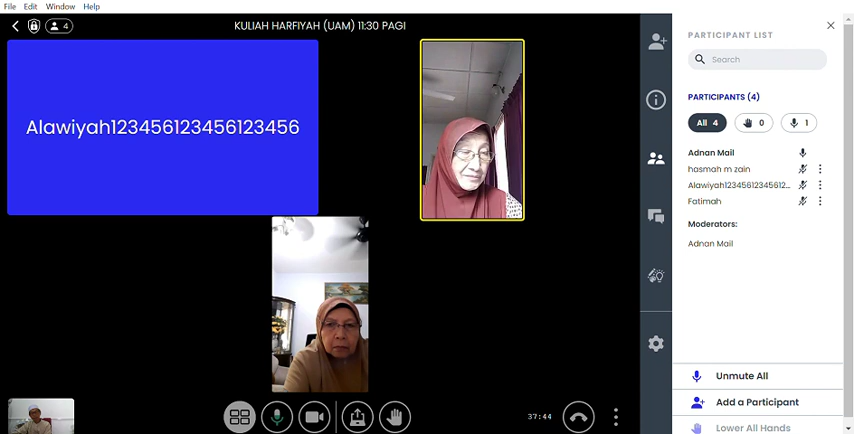 File Edit Window Help
4
KULIAH HARFIYAH (UAM) 11:30 PAGI
Alawiyah123456123456123456
37:44
PARTICIPANT LIST
Search
PARTICIPANTS (4)
All 4 0 1
Adnan Mail
hasmah m zain
Alawiyah12345612345612...
Fatimah
Moderators:
Adnan Mail
Unmute All
Add a Participant
Lower All Hands